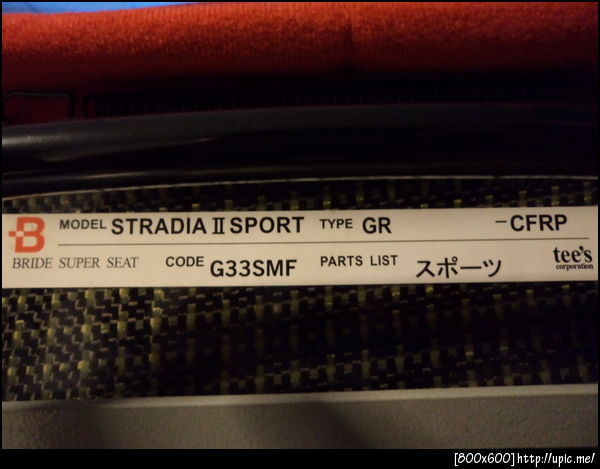 B MODEL STRADIA II SPORT TYPE GR -CFRP
BRIDE SUPER SEAT CODE G33SMF PARTS LIST スポーツ tee's
corporation
[800x600]http://upic.me/